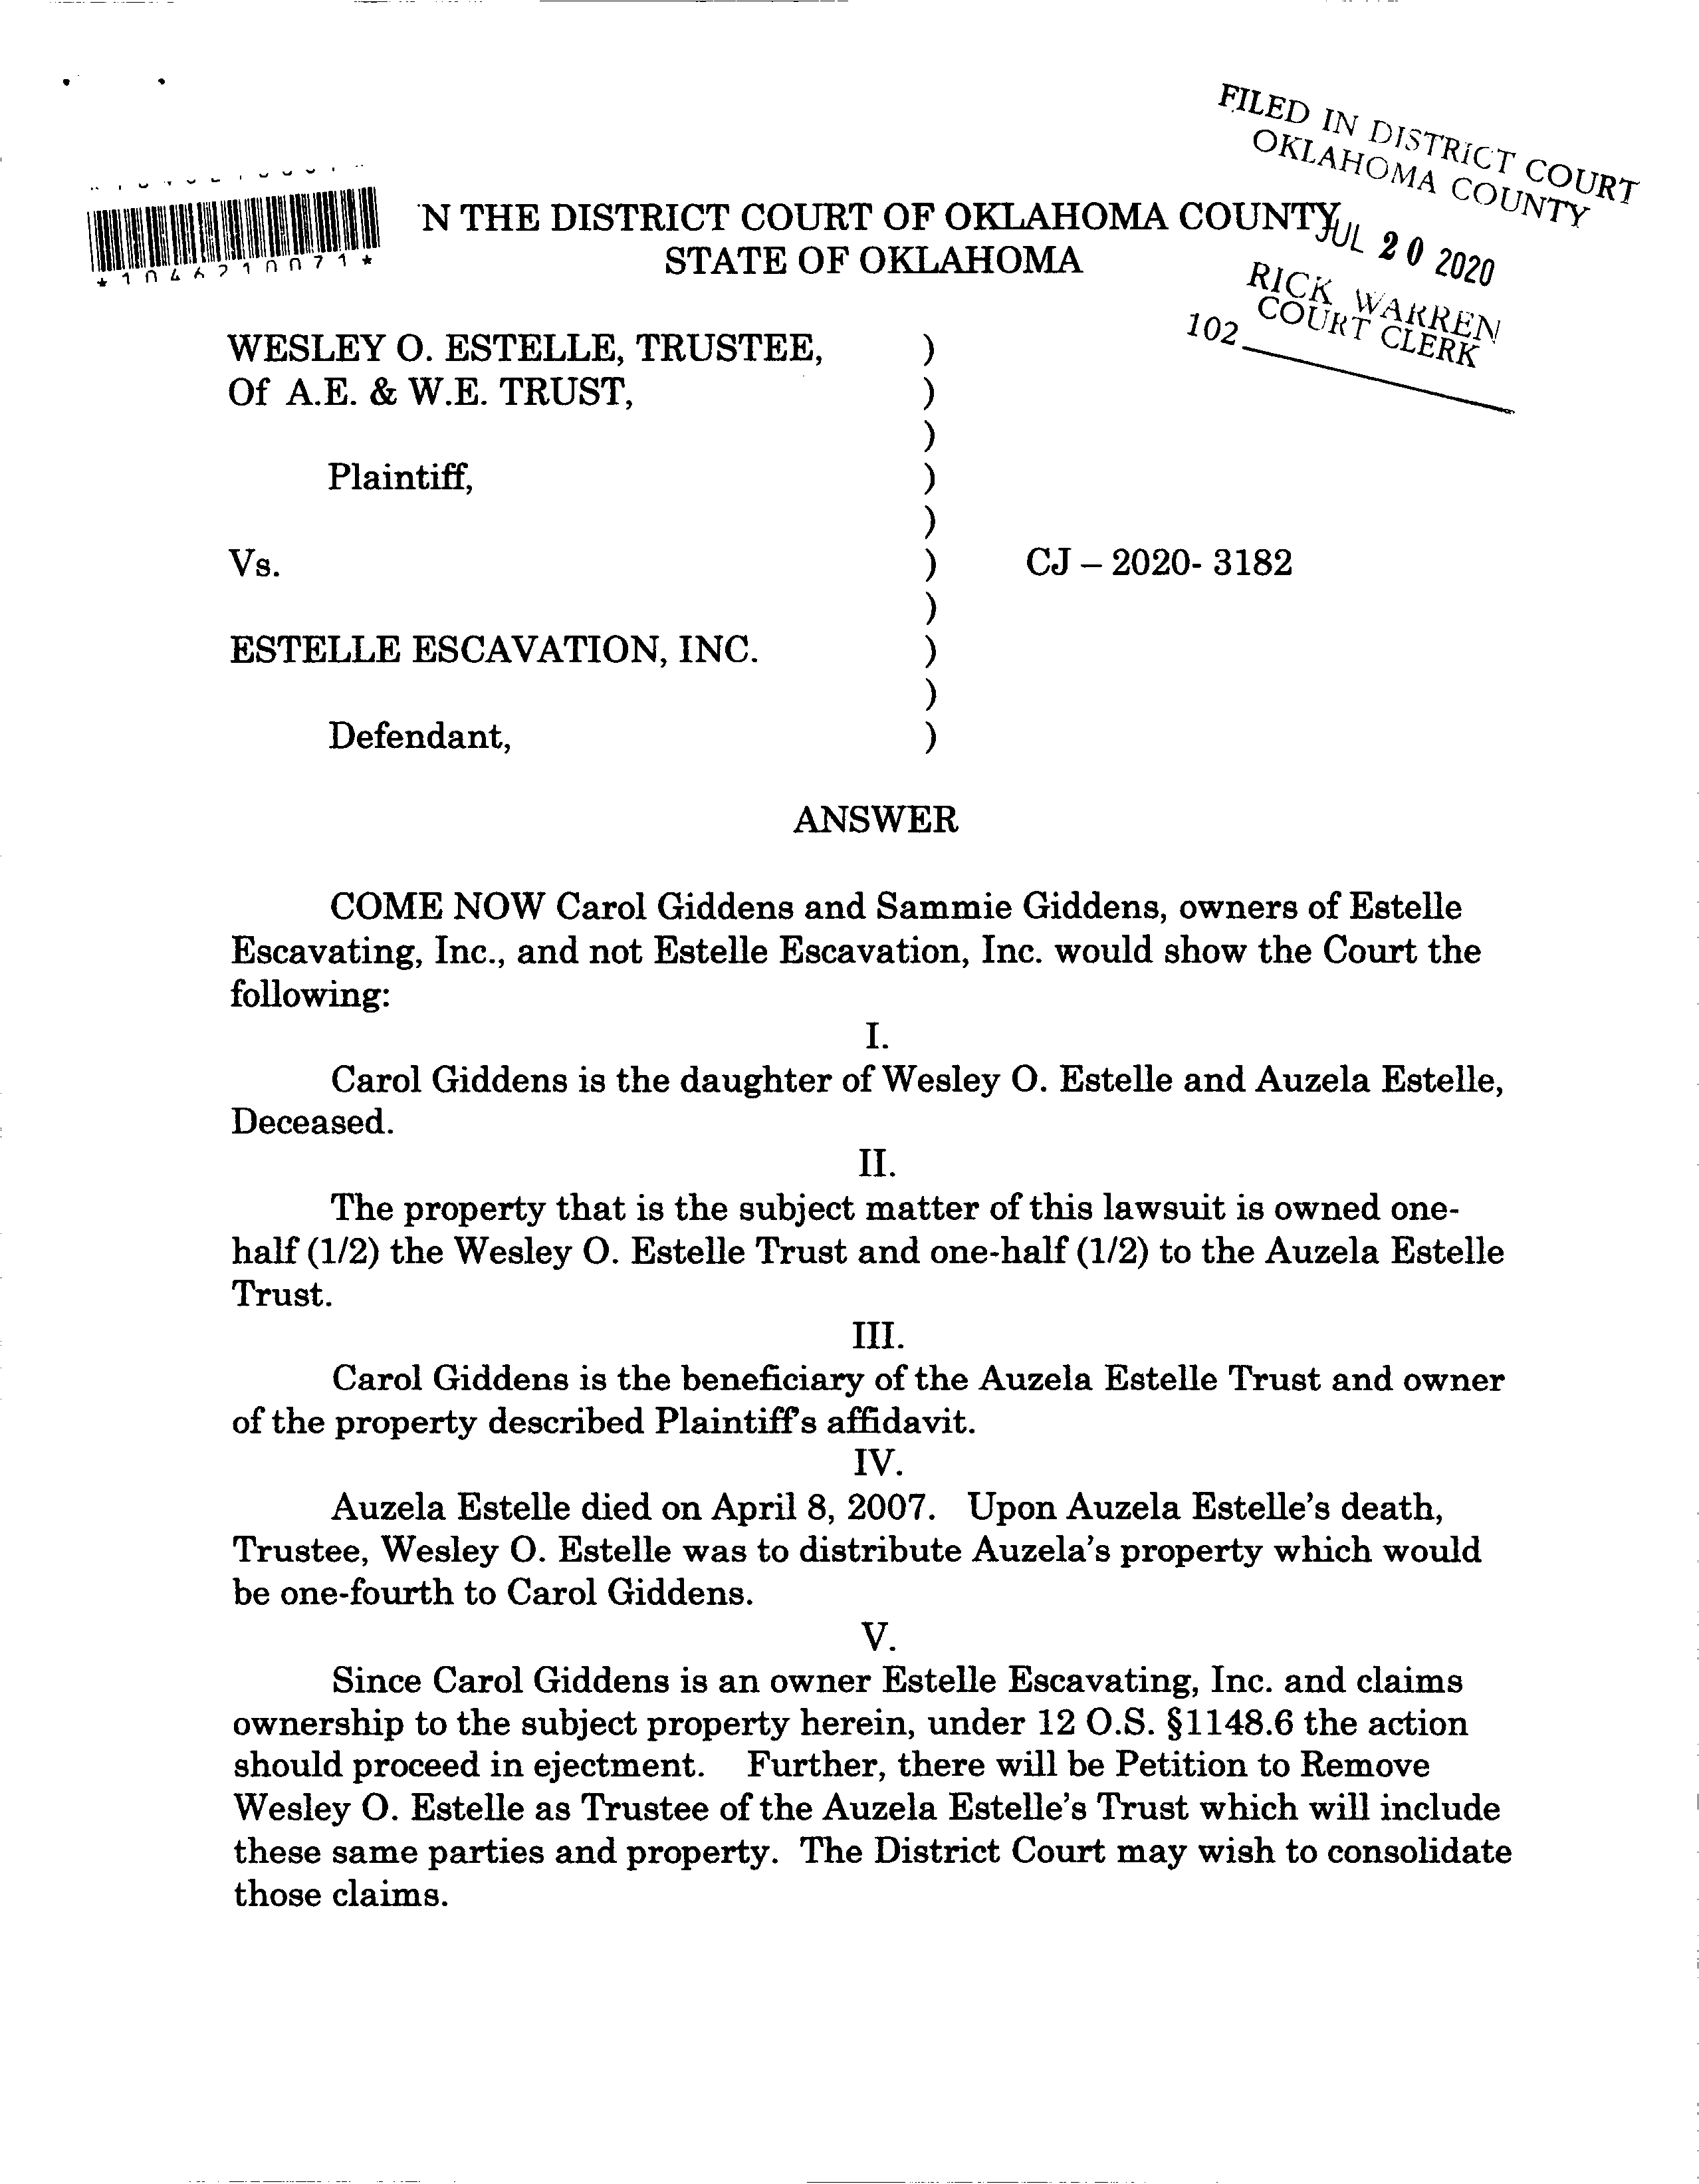 FILED IN DISTRICT COURT
OKLAHOMA COUNTY
JUL 20 2020
RICK WARREN
COURT CLERK
102
*1046210071*
N THE DISTRICT COURT OF OKLAHOMA COUNTY
STATE OF OKLAHOMA
WESLEY O. ESTELLE, TRUSTEE, )
Of A.E. & W.E. TRUST, )
)
Plaintiff, )
)
Vs. ) CJ – 2020- 3182
)
ESTELLE ESCAVATION, INC. )
)
Defendant, )
ANSWER
COME NOW Carol Giddens and Sammie Giddens, owners of Estelle
Escavating, Inc., and not Estelle Escavation, Inc. would show the Court the
following:
I.
Carol Giddens is the daughter of Wesley O. Estelle and Auzela Estelle,
Deceased.
II.
The property that is the subject matter of this lawsuit is owned one-
half (1/2) the Wesley O. Estelle Trust and one-half (1/2) to the Auzela Estelle
Trust.
III.
Carol Giddens is the beneficiary of the Auzela Estelle Trust and owner
of the property described Plaintiff's affidavit.
IV.
Auzela Estelle died on April 8, 2007. Upon Auzela Estelle's death,
Trustee, Wesley O. Estelle was to distribute Auzela's property which would
be one-fourth to Carol Giddens.
V.
Since Carol Giddens is an owner Estelle Escavating, Inc. and claims
ownership to the subject property herein, under 12 O.S. §1148.6 the action
should proceed in ejectment. Further, there will be Petition to Remove
Wesley O. Estelle as Trustee of the Auzela Estelle's Trust which will include
these same parties and property. The District Court may wish to consolidate
those claims.